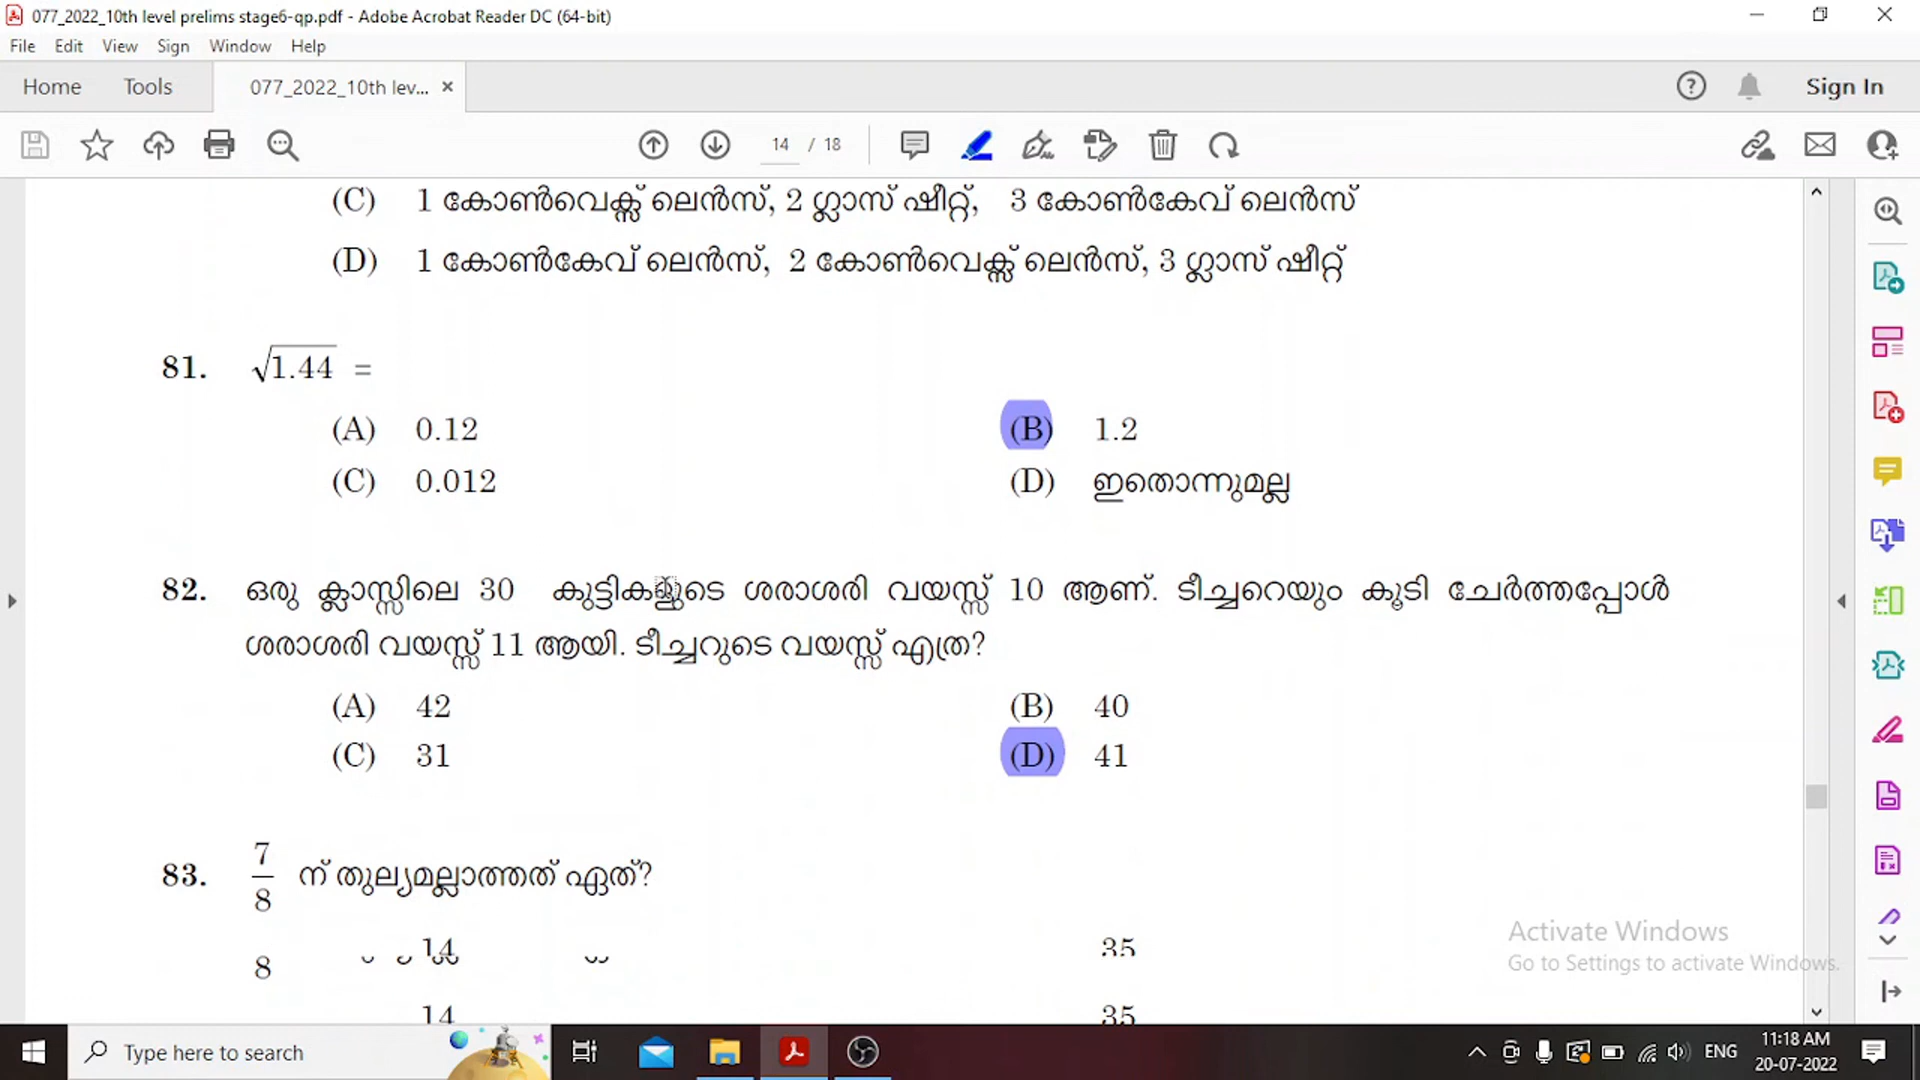 077_2022_10th level prelims stage6-qp.pdf - Adobe Acrobat Reader DC (64-bit)
File Edit View Sign Window Help
Home Tools 077_2022_10th lev... × Sign In
14 / 18
(C) 1 കോൺവെക്സ് ലെൻസ്, 2 ഗ്ലാസ് ഷീറ്റ്, 3 കോൺകേവ് ലെൻസ്
(D) 1 കോൺകേവ് ലെൻസ്, 2 കോൺവെക്സ് ലെൻസ്, 3 ഗ്ലാസ് ഷീറ്റ്
81. √1.44 =
(A) 0.12 (B) 1.2
(C) 0.012 (D) ഇതൊന്നുമല്ല
82. ഒരു ക്ലാസ്സിലെ 30 കുട്ടികളുടെ ശരാശരി വയസ്സ് 10 ആണ്. ടീച്ചറെയും കൂടി ചേർത്തപ്പോൾ
ശരാശരി വയസ്സ് 11 ആയി. ടീച്ചറുടെ വയസ്സ് എത്ര?
(A) 42 (B) 40
(C) 31 (D) 41
83. 7/8 ന് തുല്യമല്ലാത്തത് ഏത്?
8 14 35
14 35
Activate Windows
Go to Settings to activate Windows.
Type here to search
ENG 11:18 AM
20-07-2022